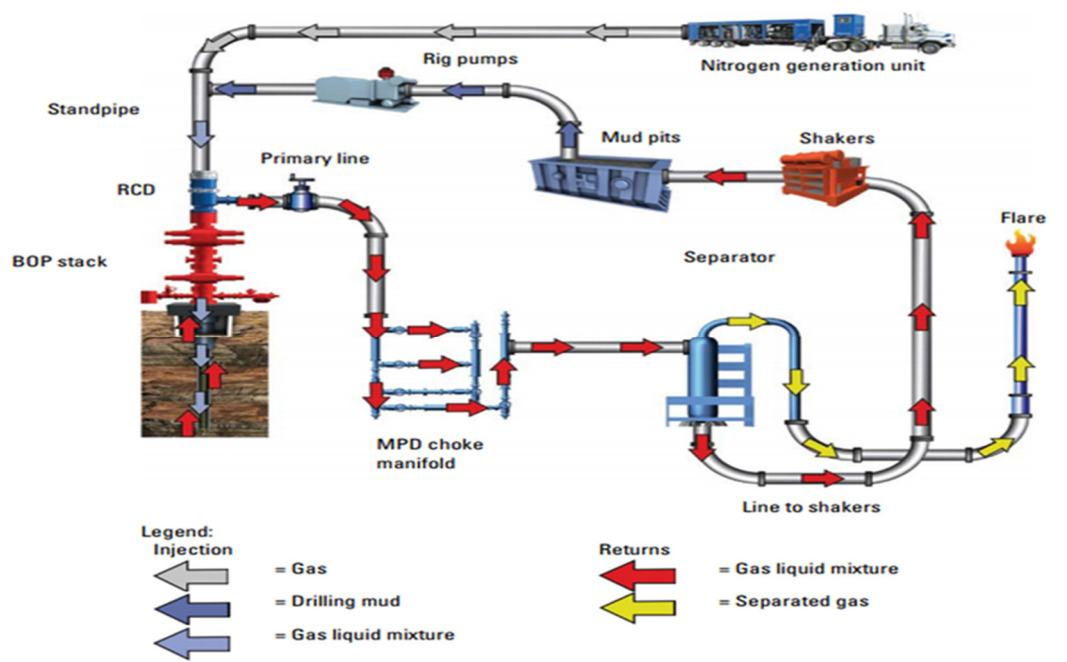 Rig pumps
Nitrogen generation unit
Standpipe
Mud pits
Shakers
Primary line
RCD
Flare
BOP stack
Separator
MPD choke
manifold
Line to shakers
Legend:
Injection
= Gas
= Drilling mud
= Gas liquid mixture
Returns
= Gas liquid mixture
= Separated gas